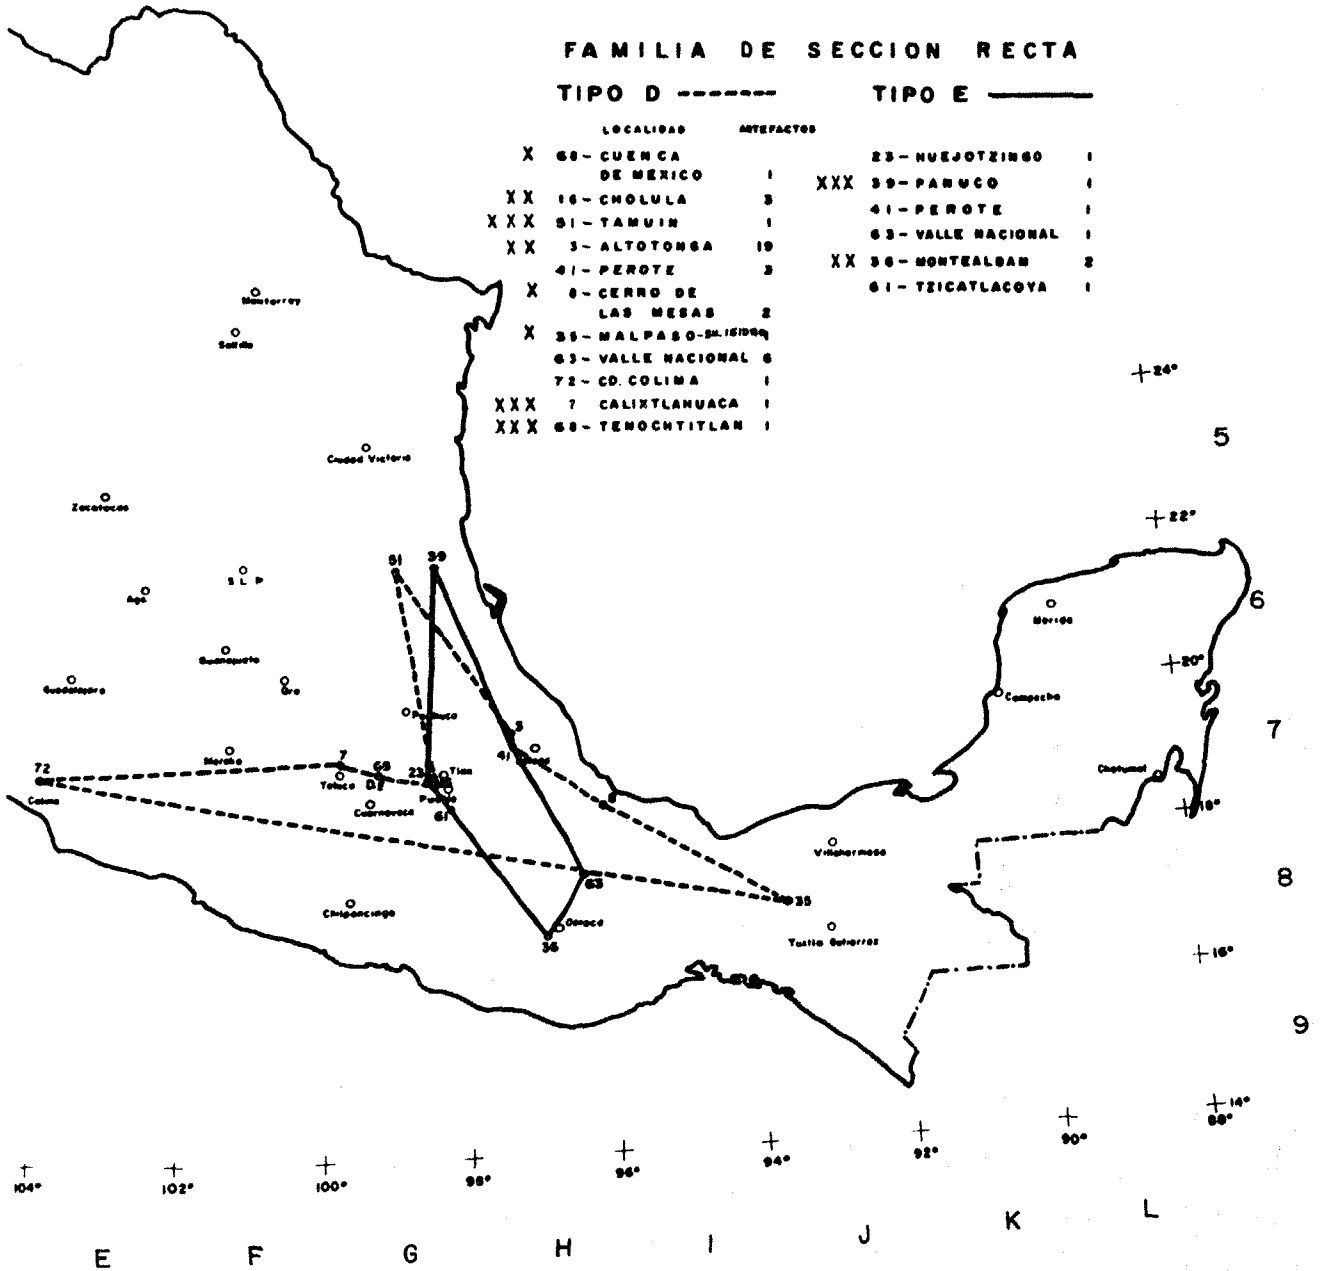 FAMILIA DE SECCION RECTA
TIPO D
LOCALIDAD ARTEFACTOS
X 68- CUENCA
DE MEXICO 1
XX 16- CHOLULA 3
XXX 51- TAMUIN 1
XX 3- ALTOTONGA 19
41- PEROTE 3
X 8- CERRO DE
LAS MESAS 2
X 35- MALPASO-SN. ISIDRO 1
63- VALLE NACIONAL 6
72- CD. COLIMA 1
XXX 7 CALIXTLAHUACA 1
XXX 68- TENOCHTITLAN 1
TIPO E
23- HUEJOTZINGO 1
XXX 39- PANUCO 1
41- PEROTE 1
63- VALLE NACIONAL 1
XX 36- MONTEALBAN 2
61- TZICATLACOYA 1
Monterrey
Saltillo
Ciudad Victoria
Zacatecas
S L P
Ags
Guanajuato
Guadalajara
Qro
Pachuca
Morelia
Toluca
D.F
Tlax
Puebla
Cuernavaca
Colima
Chilpancingo
Oaxaca
Villahermosa
Tuxtla Gutierrez
Campeche
Merida
Chetumal
51
39
3
41
7
68
23
61
72
8
63
35
36
24°
22°
20°
18°
16°
14°
88°
90°
92°
94°
96°
98°
100°
102°
104°
5
6
7
8
9
E F G H I J K L